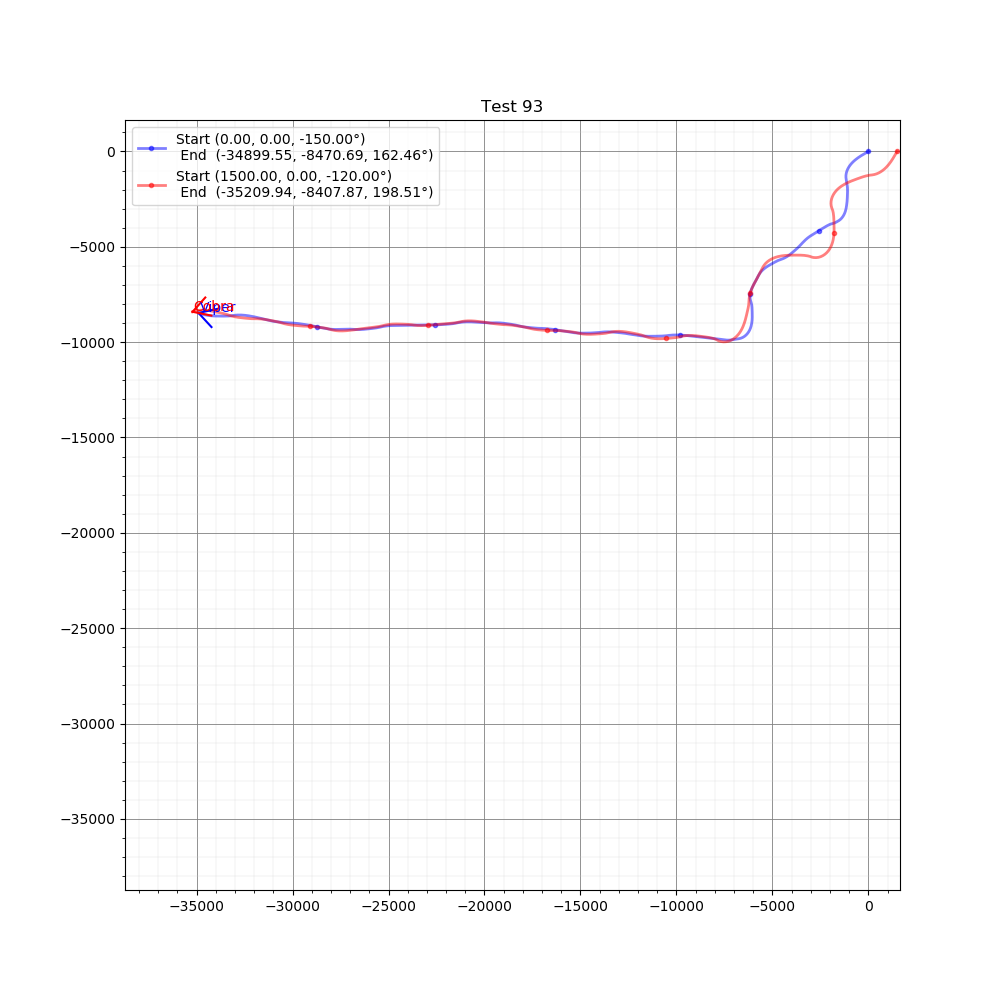 Test 93
Start (0.00, 0.00, -150.00°)
End (-34899.55, -8470.69, 162.46°)
Start (1500.00, 0.00, -120.00°)
End (-35209.94, -8407.87, 198.51°)
0
−5000
−10000
−15000
−20000
−25000
−30000
−35000
Cobra
Viper
−35000 −30000 −25000 −20000 −15000 −10000 −5000 0